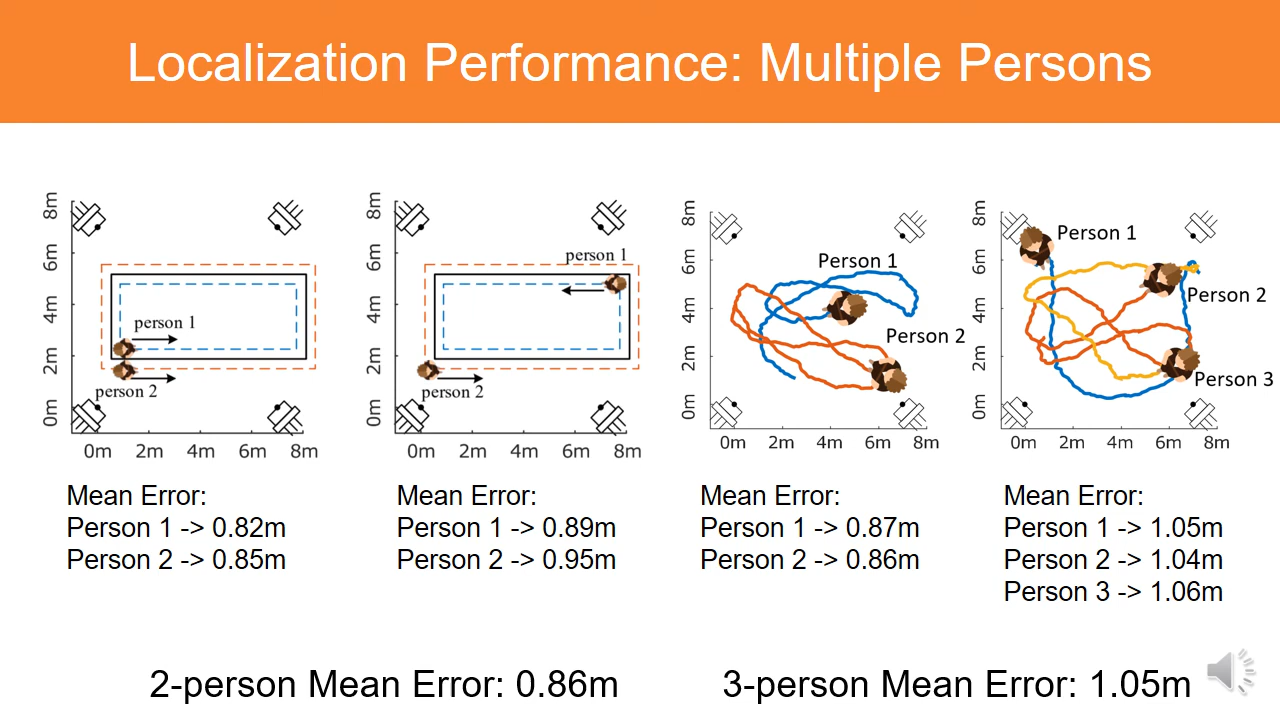 Localization Performance: Multiple Persons
8m
6m
4m
2m
0m
person 1
person 2
0m 2m 4m 6m 8m
8m
6m
4m
2m
0m
person 1
person 2
0m 2m 4m 6m 8m
8m
6m
4m
2m
0m
Person 1
Person 2
0m 2m 4m 6m 8m
8m
6m
4m
2m
0m
Person 1
Person 2
Person 3
0m 2m 4m 6m 8m
Mean Error:
Person 1 -> 0.82m
Person 2 -> 0.85m
Mean Error:
Person 1 -> 0.89m
Person 2 -> 0.95m
Mean Error:
Person 1 -> 0.87m
Person 2 -> 0.86m
Mean Error:
Person 1 -> 1.05m
Person 2 -> 1.04m
Person 3 -> 1.06m
2-person Mean Error: 0.86m
3-person Mean Error: 1.05m